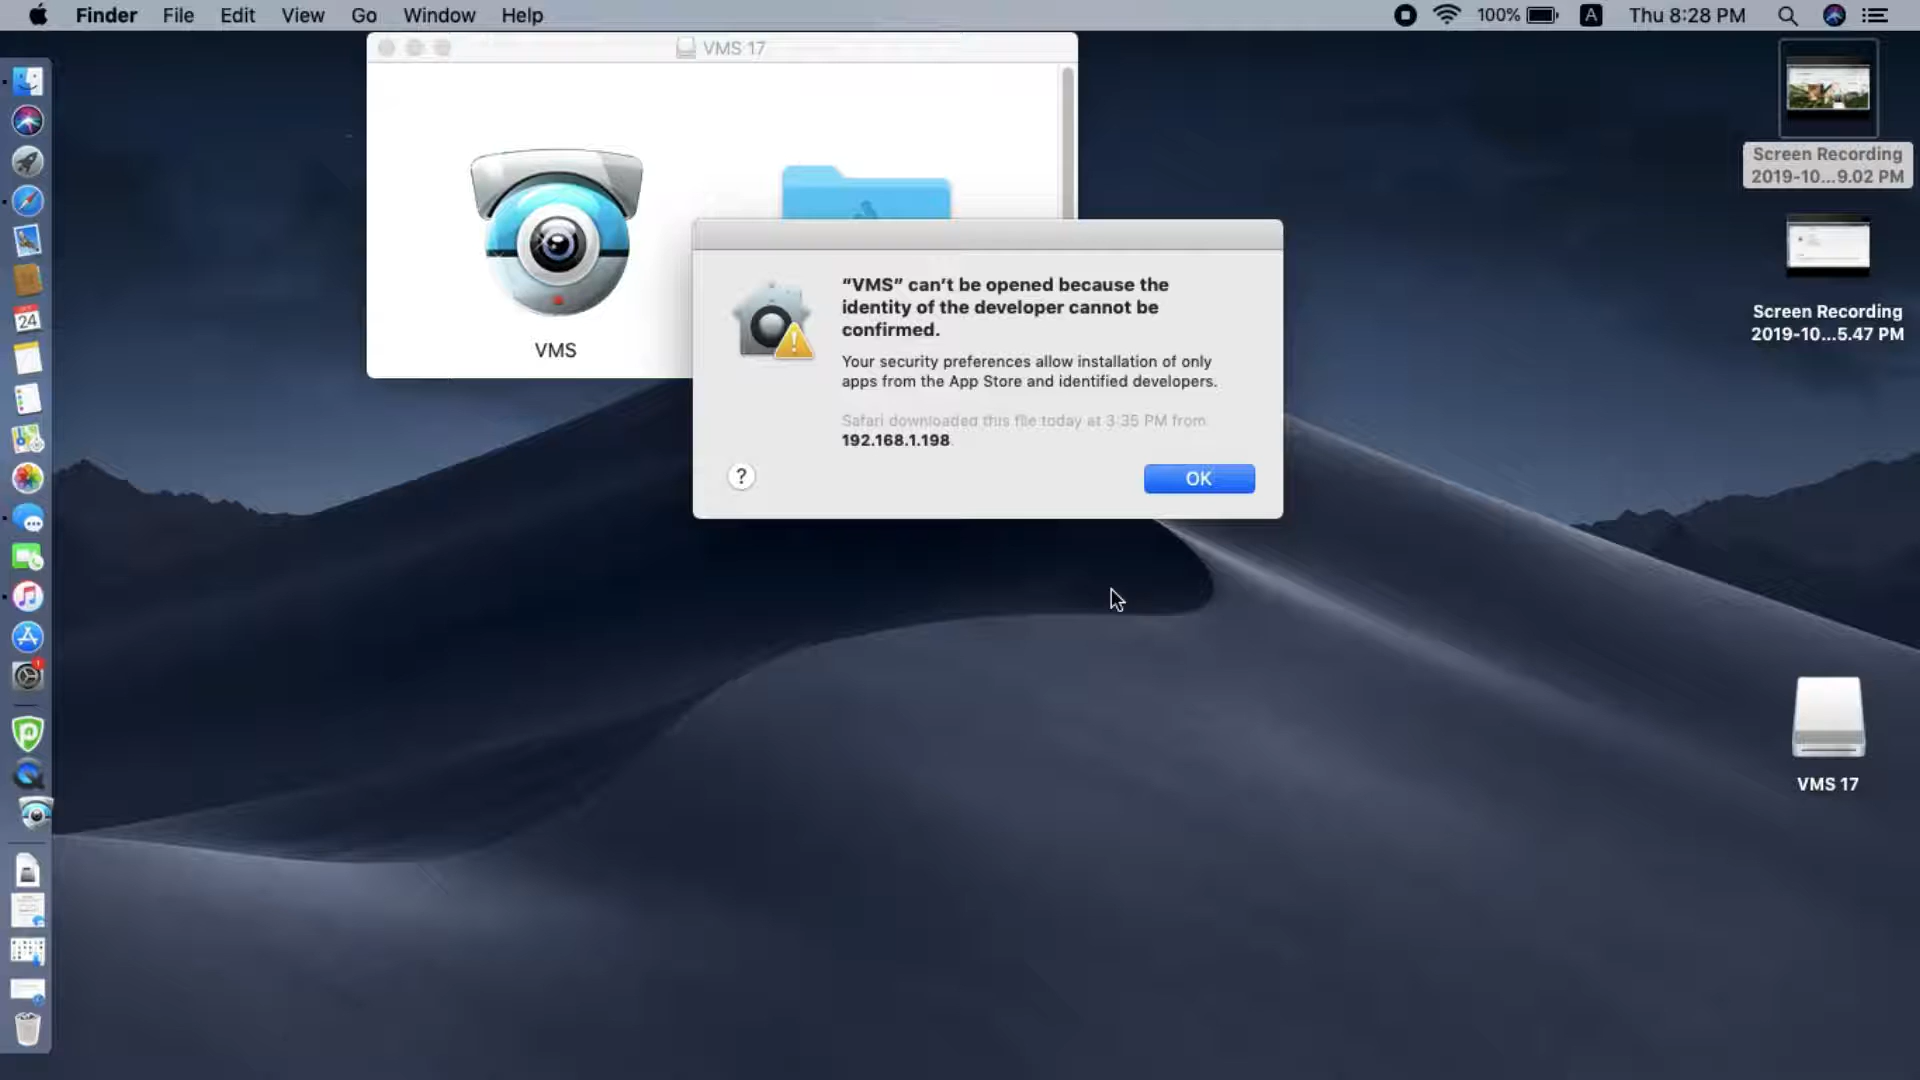 Finder File Edit View Go Window Help
100% A Thu 8:28 PM
VMS 17
VMS
“VMS” can’t be opened because the
identity of the developer cannot be
confirmed.
Your security preferences allow installation of only
apps from the App Store and identified developers.
Safari downloaded this file today at 3:35 PM from
192.168.1.198.
?
OK
Screen Recording
2019-10...9.02 PM
Screen Recording
2019-10...5.47 PM
VMS 17
24